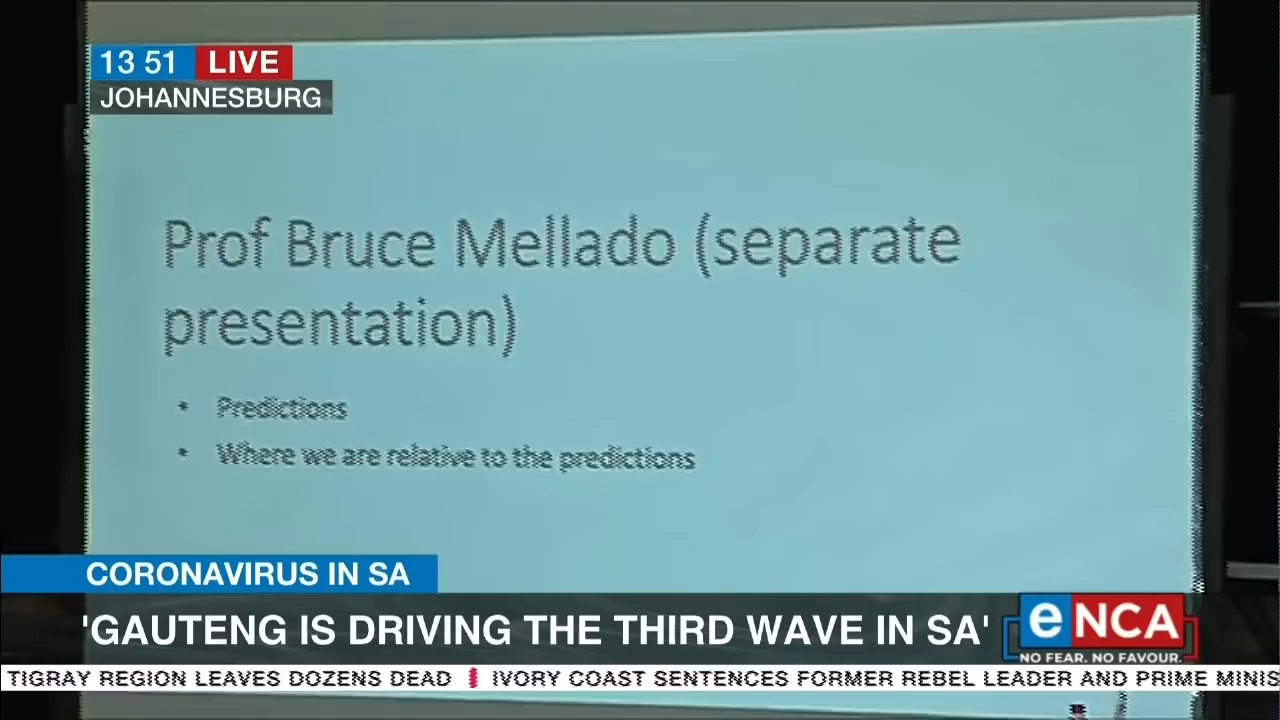 13 51 LIVE
JOHANNESBURG
Prof Bruce Mellado (separate
presentation)
• Predictions
• Where we are relative to the predictions
CORONAVIRUS IN SA
'GAUTENG IS DRIVING THE THIRD WAVE IN SA'
eNCA
NO FEAR. NO FAVOUR.
TIGRAY REGION LEAVES DOZENS DEAD IVORY COAST SENTENCES FORMER REBEL LEADER AND PRIME MINIS